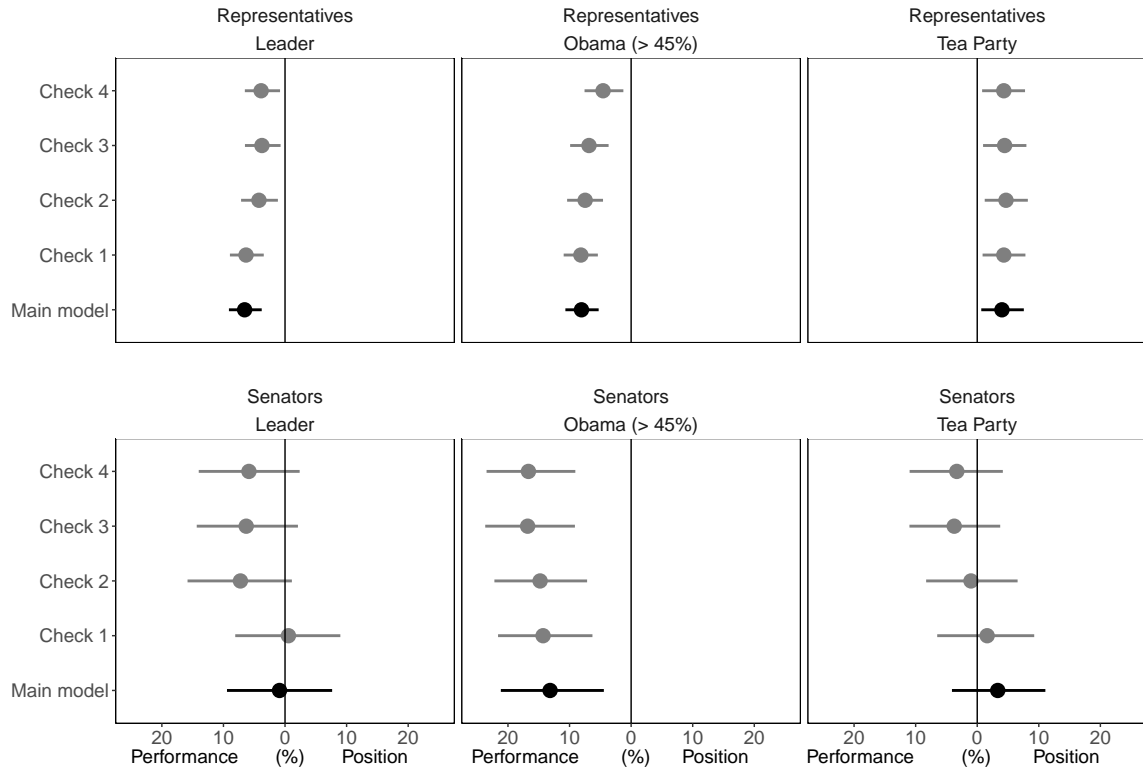 Representatives Representatives Representatives
Leader Obama (> 45%) Tea Party
Check 4
Check 3
Check 2
Check 1
Main model
Senators Senators Senators
Leader Obama (> 45%) Tea Party
Check 4
Check 3
Check 2
Check 1
Main model
20 10 0 10 20 20 10 0 10 20 20 10 0 10 20
Performance (%) Position Performance (%) Position Performance (%) Position